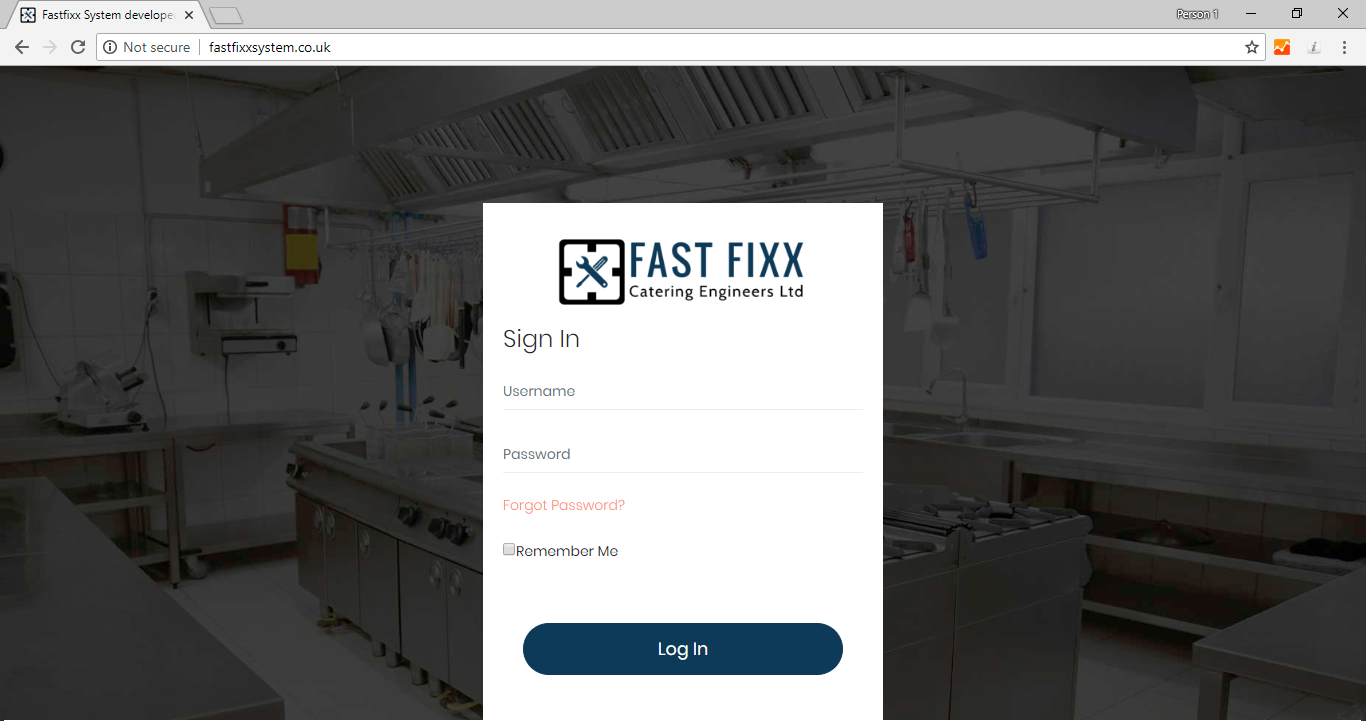 Fastfixx System develope
Person 1
Not secure
fastfixxsystem.co.uk
FAST FIXX
Catering Engineers Ltd
Sign In
Username
Password
Forgot Password?
Remember Me
Log In